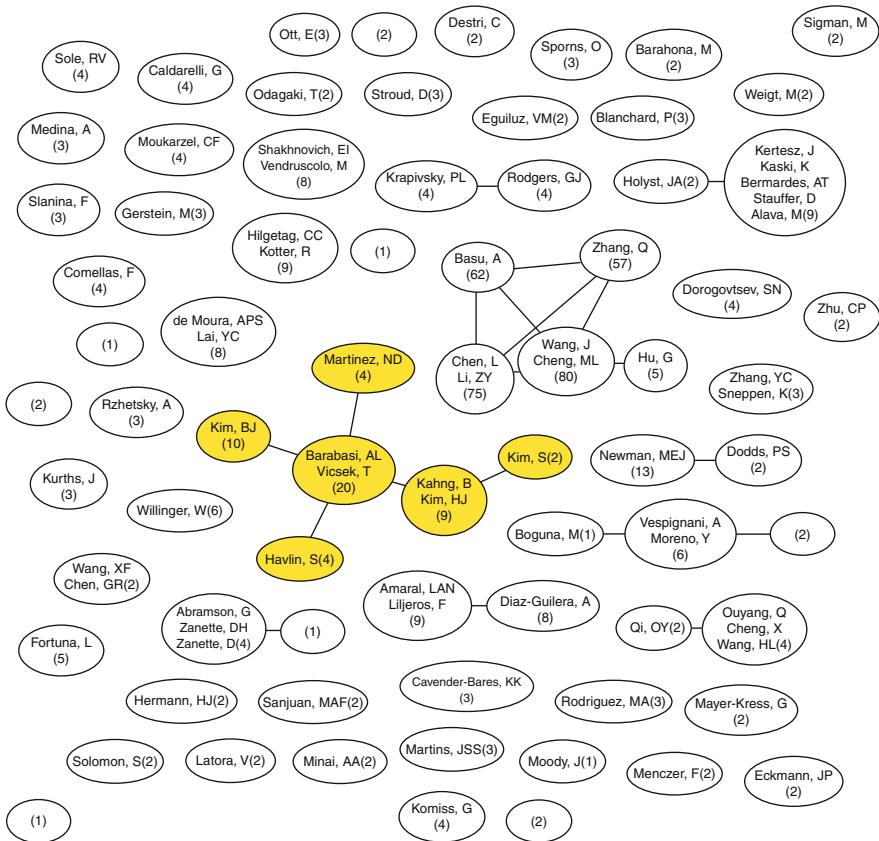 Ott, E(3)
(2)
Destri, C
(2)
Sporns, O
(3)
Barahona, M
(2)
Sigman, M
(2)
Sole, RV
(4)
Caldarelli, G
(4)
Odagaki, T(2)
Stroud, D(3)
Weigt, M(2)
Eguiluz, VM(2)
Blanchard, P(3)
Medina, A
(3)
Moukarzel, CF
(4)
Shakhnovich, EI
Vendruscolo, M
(8)
Krapivsky, PL
(4)
Rodgers, GJ
(4)
Holyst, JA(2)
Kertesz, J
Kaski, K
Bermardes, AT
Stauffer, D
Alava, M(9)
Slanina, F
(3)
Gerstein, M(3)
Hilgetag, CC
Kotter, R
(9)
(1)
Basu, A
(62)
Zhang, Q
(57)
Comellas, F
(4)
Dorogovtsev, SN
(4)
Zhu, CP
(2)
de Moura, APS
Lai, YC
(8)
(1)
Martinez, ND
(4)
Chen, L
Li, ZY
(75)
Wang, J
Cheng, ML
(80)
Hu, G
(5)
Zhang, YC
Sneppen, K(3)
(2)
Rzhetsky, A
(3)
Kim, BJ
(10)
Barabasi, AL
Vicsek, T
(20)
Kahng, B
Kim, HJ
(9)
Kim, S(2)
Newman, MEJ
(13)
Dodds, PS
(2)
Kurths, J
(3)
Willinger, W(6)
Havlin, S(4)
Boguna, M(1)
Vespignani, A
Moreno, Y
(6)
(2)
Wang, XF
Chen, GR(2)
Abramson, G
Zanette, DH
Zanette, D(4)
(1)
Amaral, LAN
Liljeros, F
(9)
Diaz-Guilera, A
(8)
Qi, OY(2)
Ouyang, Q
Cheng, X
Wang, HL(4)
Fortuna, L
(5)
Hermann, HJ(2)
Sanjuan, MAF(2)
Cavender-Bares, KK
(3)
Rodriguez, MA(3)
Mayer-Kress, G
(2)
Solomon, S(2)
Latora, V(2)
Minai, AA(2)
Martins, JSS(3)
Moody, J(1)
Menczer, F(2)
Eckmann, JP
(2)
(1)
Komiss, G
(4)
(2)